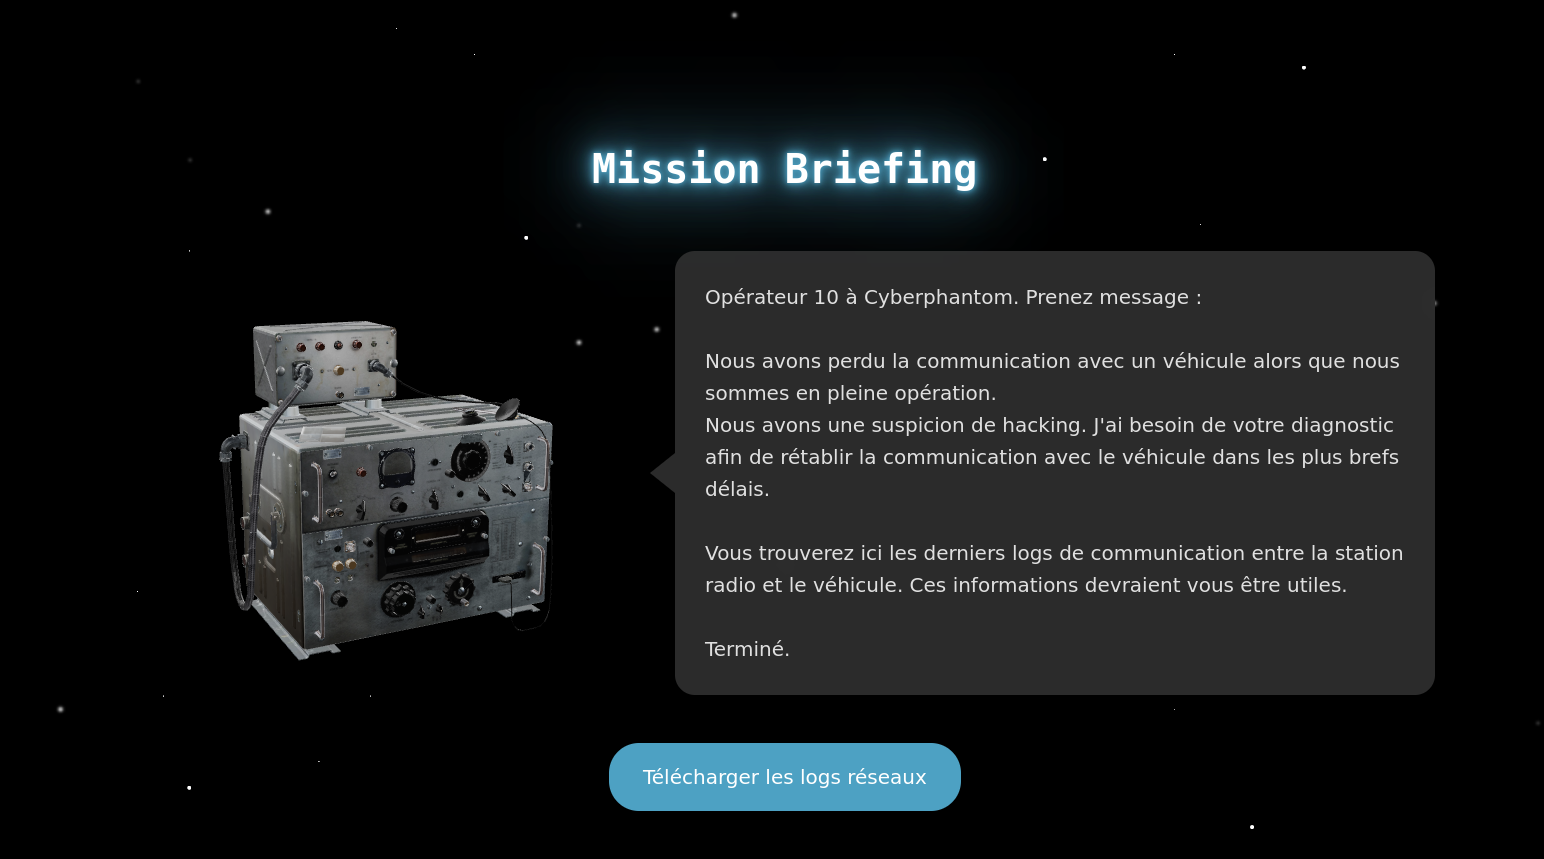 Mission Briefing
Opérateur 10 à Cyberphantom. Prenez message :
Nous avons perdu la communication avec un véhicule alors que nous
sommes en pleine opération.
Nous avons une suspicion de hacking. J'ai besoin de votre diagnostic
afin de rétablir la communication avec le véhicule dans les plus brefs
délais.
Vous trouverez ici les derniers logs de communication entre la station
radio et le véhicule. Ces informations devraient vous être utiles.
Terminé.
Télécharger les logs réseaux